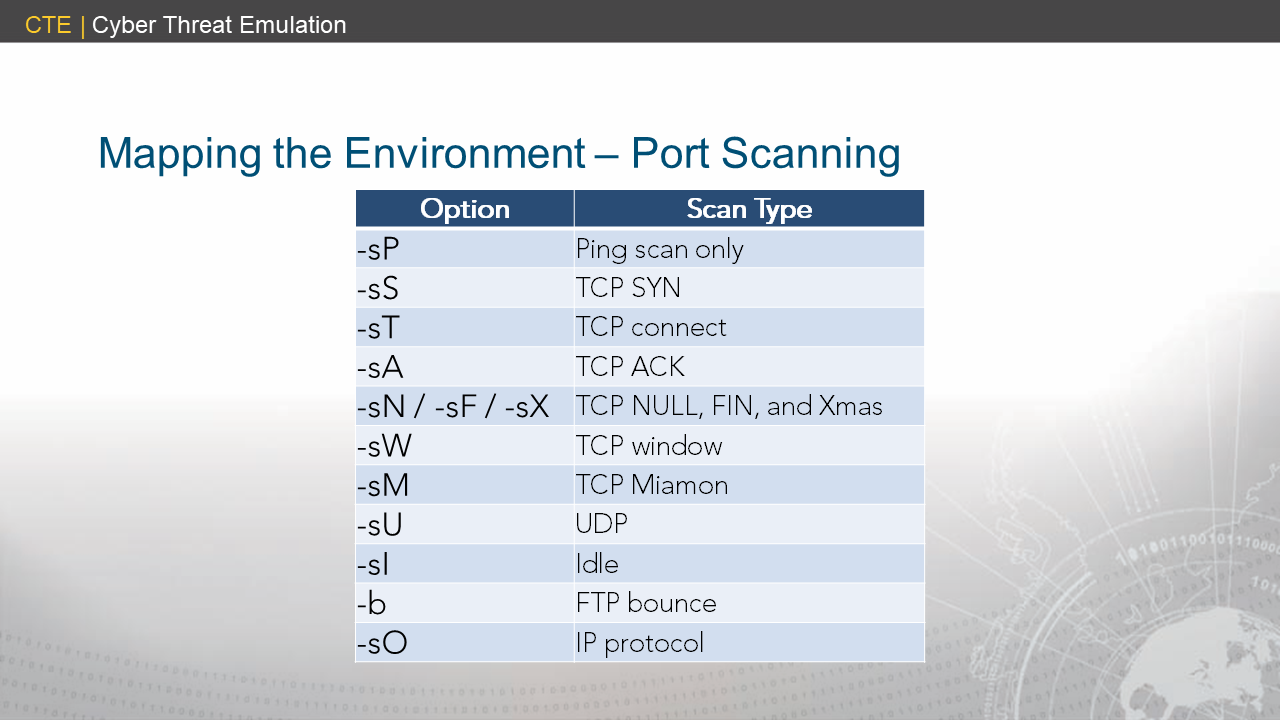 CTE | Cyber Threat Emulation
Mapping the Environment – Port Scanning
Option Scan Type
-sP Ping scan only
-sS TCP SYN
-sT TCP connect
-sA TCP ACK
-sN / -sF / -sX TCP NULL, FIN, and Xmas
-sW TCP window
-sM TCP Miamon
-sU UDP
-sI Idle
-b FTP bounce
-sO IP protocol